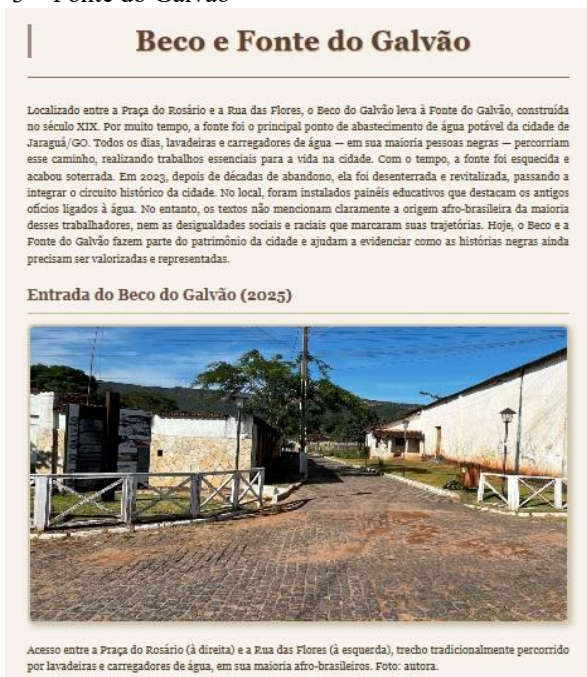 3 – Fonte do Galvão
Beco e Fonte do Galvão
Localizado entre a Praça do Rosário e a Rua das Flores, o Beco do Galvão leva à Fonte do Galvão, construída
no século XIX. Por muito tempo, a fonte foi o principal ponto de abastecimento de água potável da cidade de
Jaraguá/GO. Todos os dias, lavadeiras e carregadores de água — em sua maioria pessoas negras — percorriam
esse caminho, realizando trabalhos essenciais para a vida na cidade. Com o tempo, a fonte foi esquecida e
acabou soterrada. Em 2023, depois de décadas de abandono, ela foi desenterrada e revitalizada, passando a
integrar o circuito histórico da cidade. No local, foram instalados painéis educativos que destacam os antigos
ofícios ligados à água. No entanto, os textos não mencionam claramente a origem afro-brasileira da maioria
desses trabalhadores, nem as desigualdades sociais e raciais que marcaram suas trajetórias. Hoje, o Beco e a
Fonte do Galvão fazem parte do patrimônio da cidade e ajudam a evidenciar como as histórias negras ainda
precisam ser valorizadas e representadas.
Entrada do Beco do Galvão (2025)
Acesso entre a Praça do Rosário (à direita) e a Rua das Flores (à esquerda), trecho tradicionalmente percorrido
por lavadeiras e carregadores de água, em sua maioria afro-brasileiros. Foto: autora.